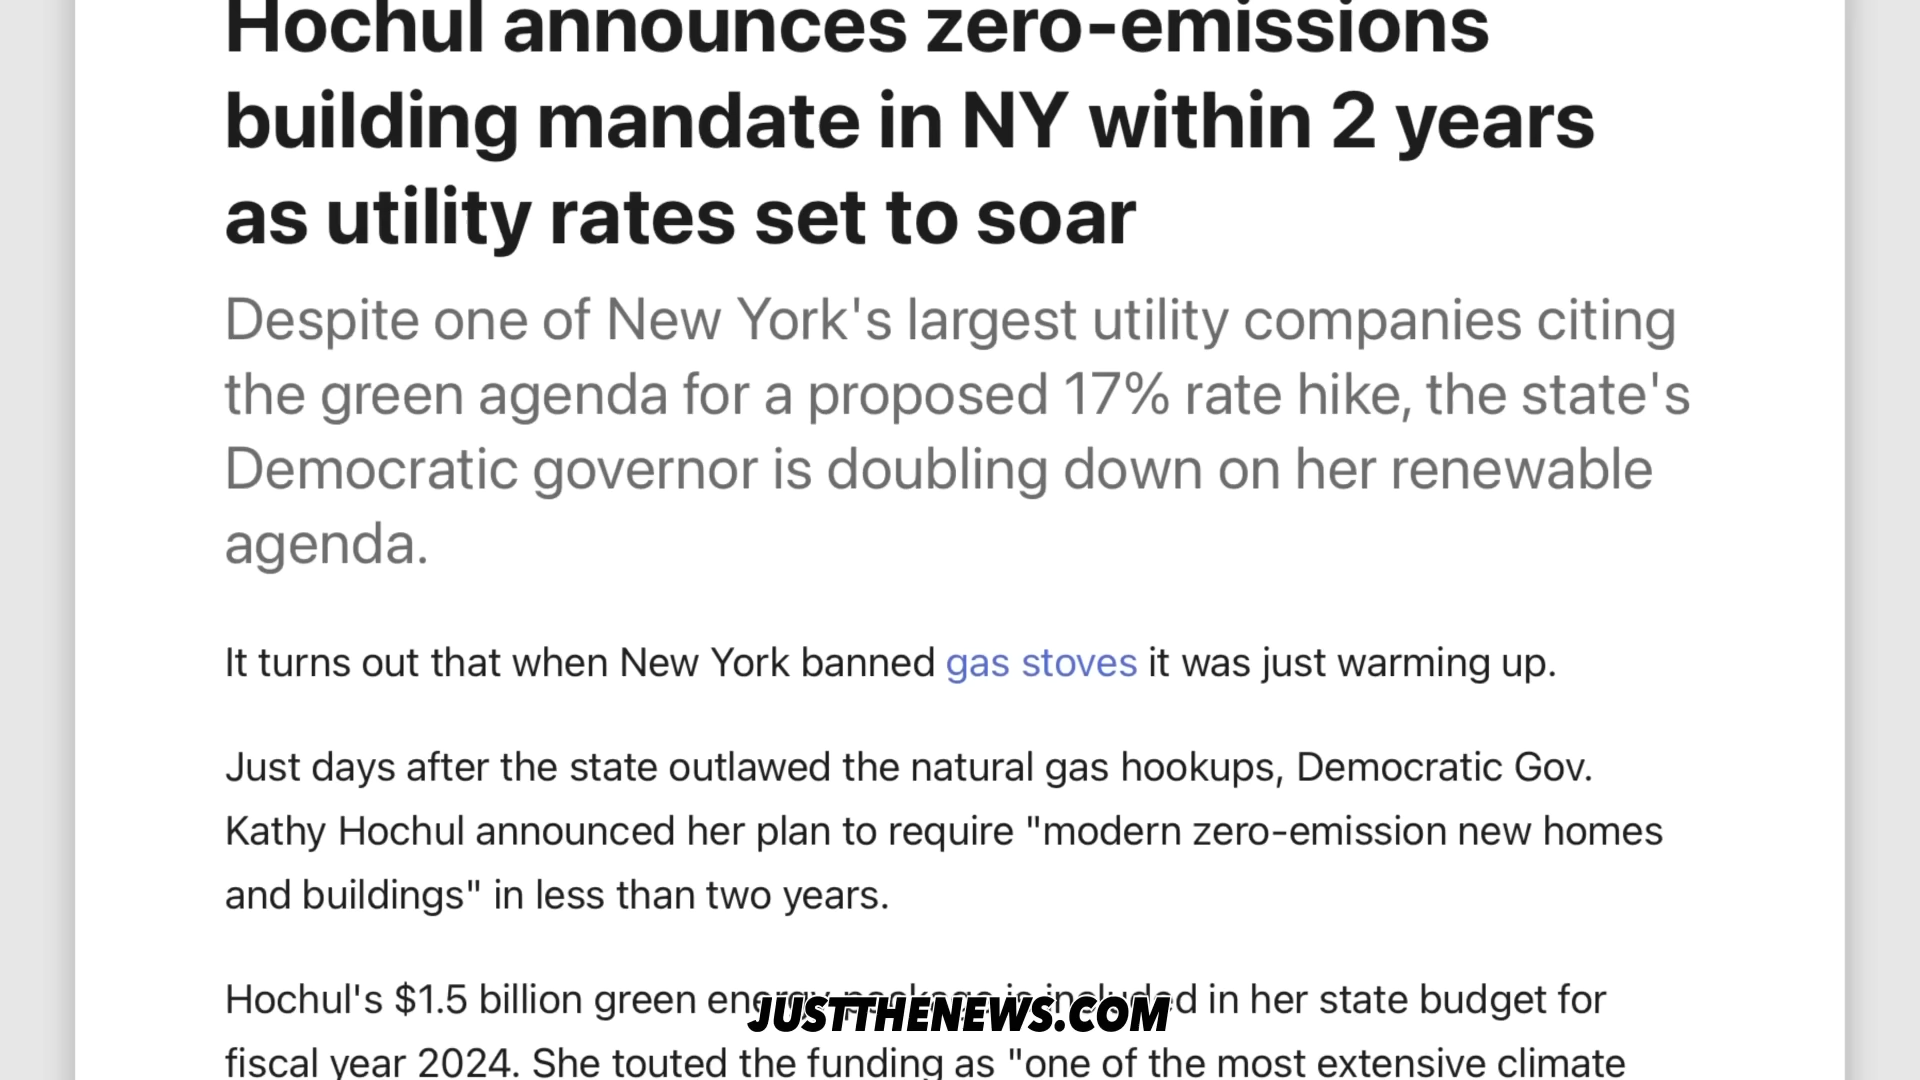 Hochul announces zero-emissions
building mandate in NY within 2 years
as utility rates set to soar
Despite one of New York's largest utility companies citing
the green agenda for a proposed 17% rate hike, the state's
Democratic governor is doubling down on her renewable
agenda.
It turns out that when New York banned gas stoves it was just warming up.
Just days after the state outlawed the natural gas hookups, Democratic Gov.
Kathy Hochul announced her plan to require "modern zero-emission new homes
and buildings" in less than two years.
Hochul's $1.5 billion green energy package is included in her state budget for
JUSTTHENEWS.COM
fiscal year 2024. She touted the funding as "one of the most extensive climate